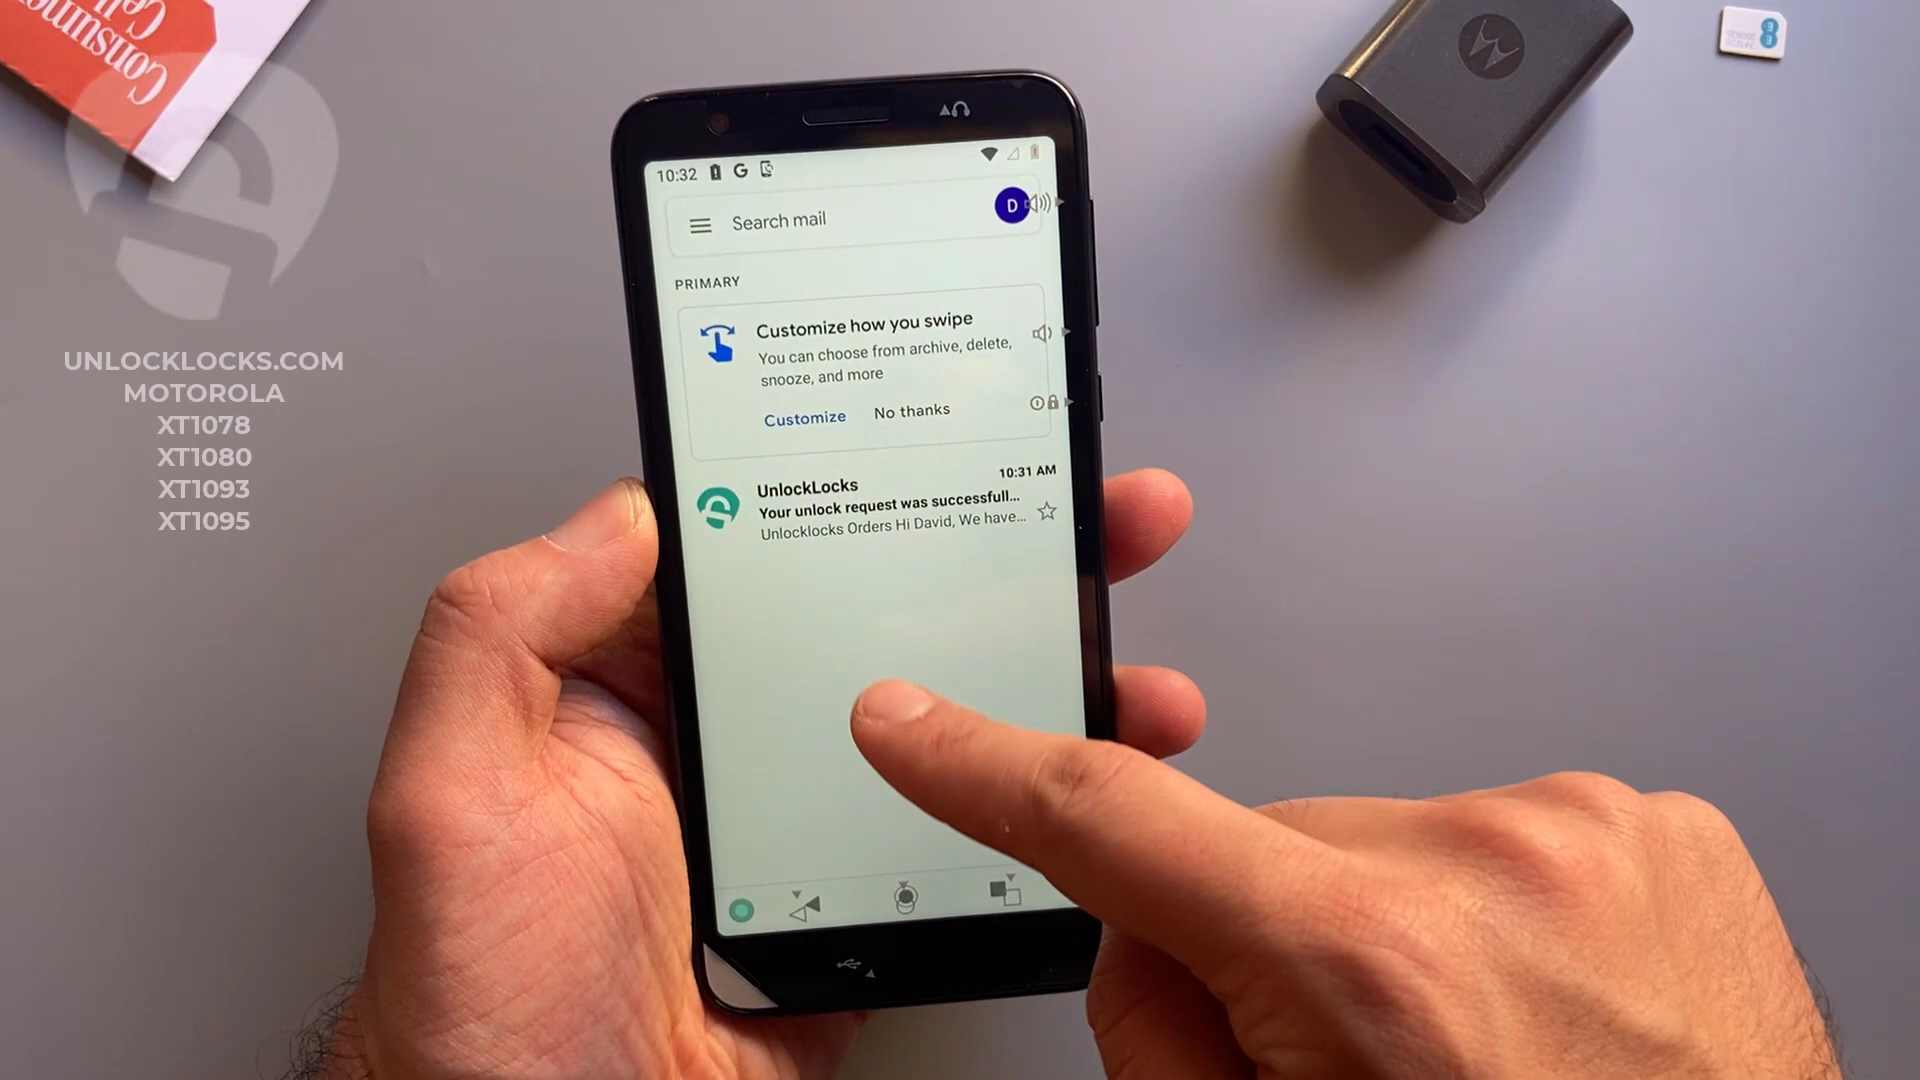 Consumer
Cell
UNLOCKLOCKS.COM
MOTOROLA
XT1078
XT1080
XT1093
XT1095
10:32
Search mail
D
PRIMARY
Customize how you swipe
You can choose from archive, delete,
snooze, and more
Customize No thanks
UnlockLocks 10:31 AM
Your unlock request was successfull...
Unlocklocks Orders Hi David, We have...